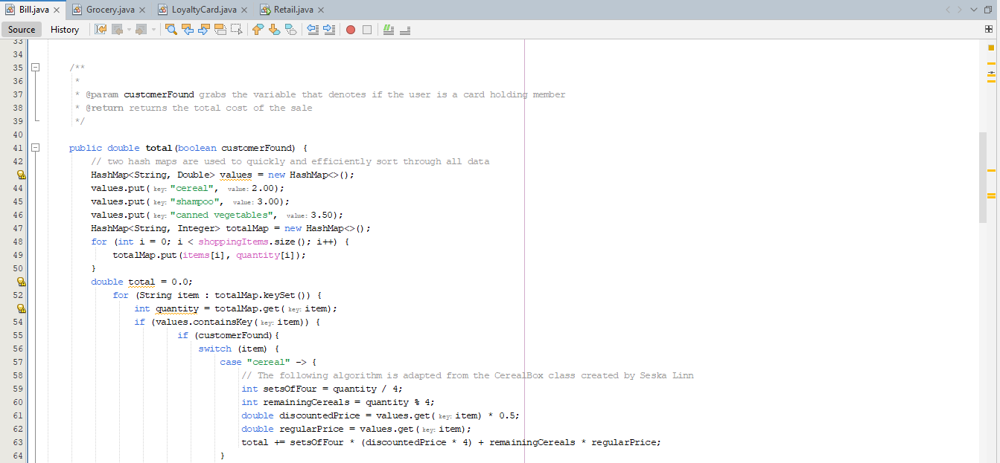 Bill.java × Grocery.java × LoyaltyCard.java × Retail.java ×
Source History
33
34
35 /**
36 *
37 * @param customerFound grabs the variable that denotes if the user is a card holding member
38 * @return returns the total cost of the sale
39 */
40
41 public double total(boolean customerFound) {
42 // two hash maps are used to quickly and efficiently sort through all data
HashMap<String, Double> values = new HashMap<>();
44 values.put( key: "cereal", value: 2.00);
45 values.put( key: "shampoo", value: 3.00);
46 values.put( key: "canned vegetables", value: 3.50);
47 HashMap<String, Integer> totalMap = new HashMap<>();
48 for (int i = 0; i < shoppingItems.size(); i++) {
49 totalMap.put(items[i], quantity[i]);
50 }
double total = 0.0;
52 for (String item : totalMap.keySet()) {
int quantity = totalMap.get( key: item);
54 if (values.containsKey( key: item)) {
55 if (customerFound){
56 switch (item) {
57 case "cereal" -> {
58 // The following algorithm is adapted from the CerealBox class created by Seska Linn
59 int setsOfFour = quantity / 4;
60 int remainingCereals = quantity % 4;
61 double discountedPrice = values.get( key: item) * 0.5;
62 double regularPrice = values.get( key: item);
63 total += setsOfFour * (discountedPrice * 4) + remainingCereals * regularPrice;
64 }